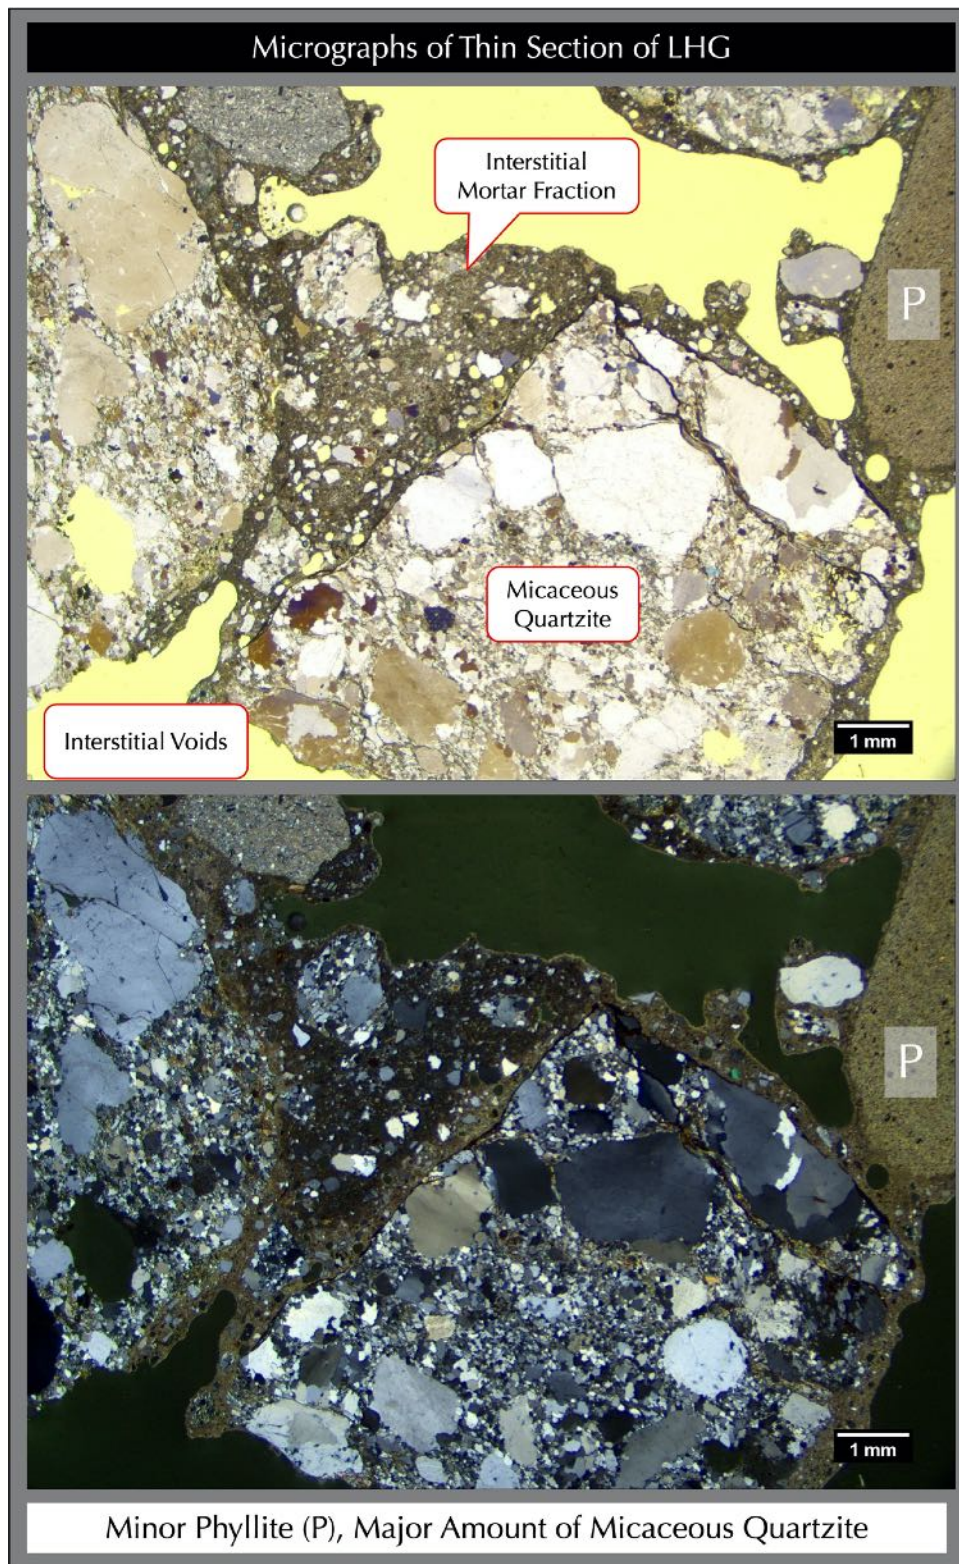 Micrographs of Thin Section of LHG
Interstitial
Mortar Fraction
P
Micaceous
Quartzite
Interstitial Voids
1 mm
P
1 mm
Minor Phyllite (P), Major Amount of Micaceous Quartzite